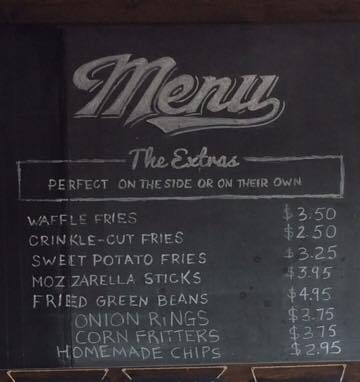 Menu
The Extras
PERFECT ON THE SIDE OR ON THEIR OWN
WAFFLE FRIES $3.50
CRINKLE-CUT FRIES $2.50
SWEET POTATO FRIES $3.25
MOZZARELLA STICKS $3.95
FRIED GREEN BEANS $4.95
ONION RINGS $3.75
CORN FRITTERS $3.75
HOMEMADE CHIPS $2.95